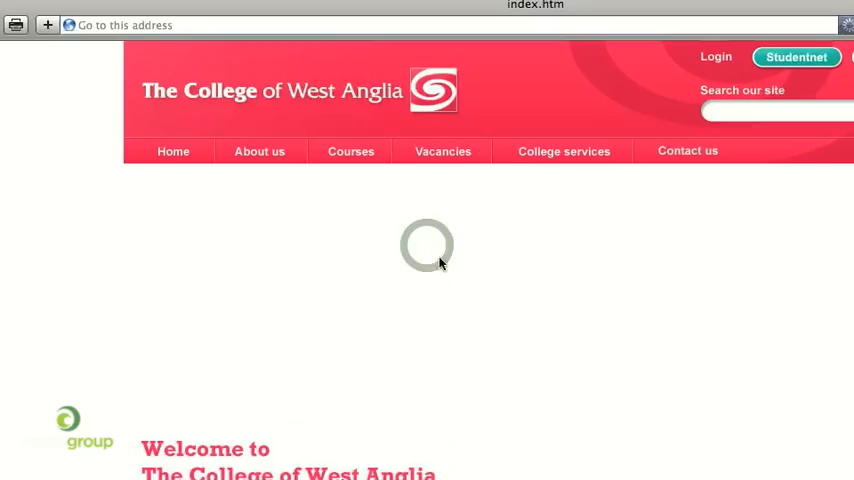 index.htm
Go to this address
Login
Studentnet
The College of West Anglia
Search our site
Home
About us
Courses
Vacancies
College services
Contact us
group
Welcome to
The College of West Anglia